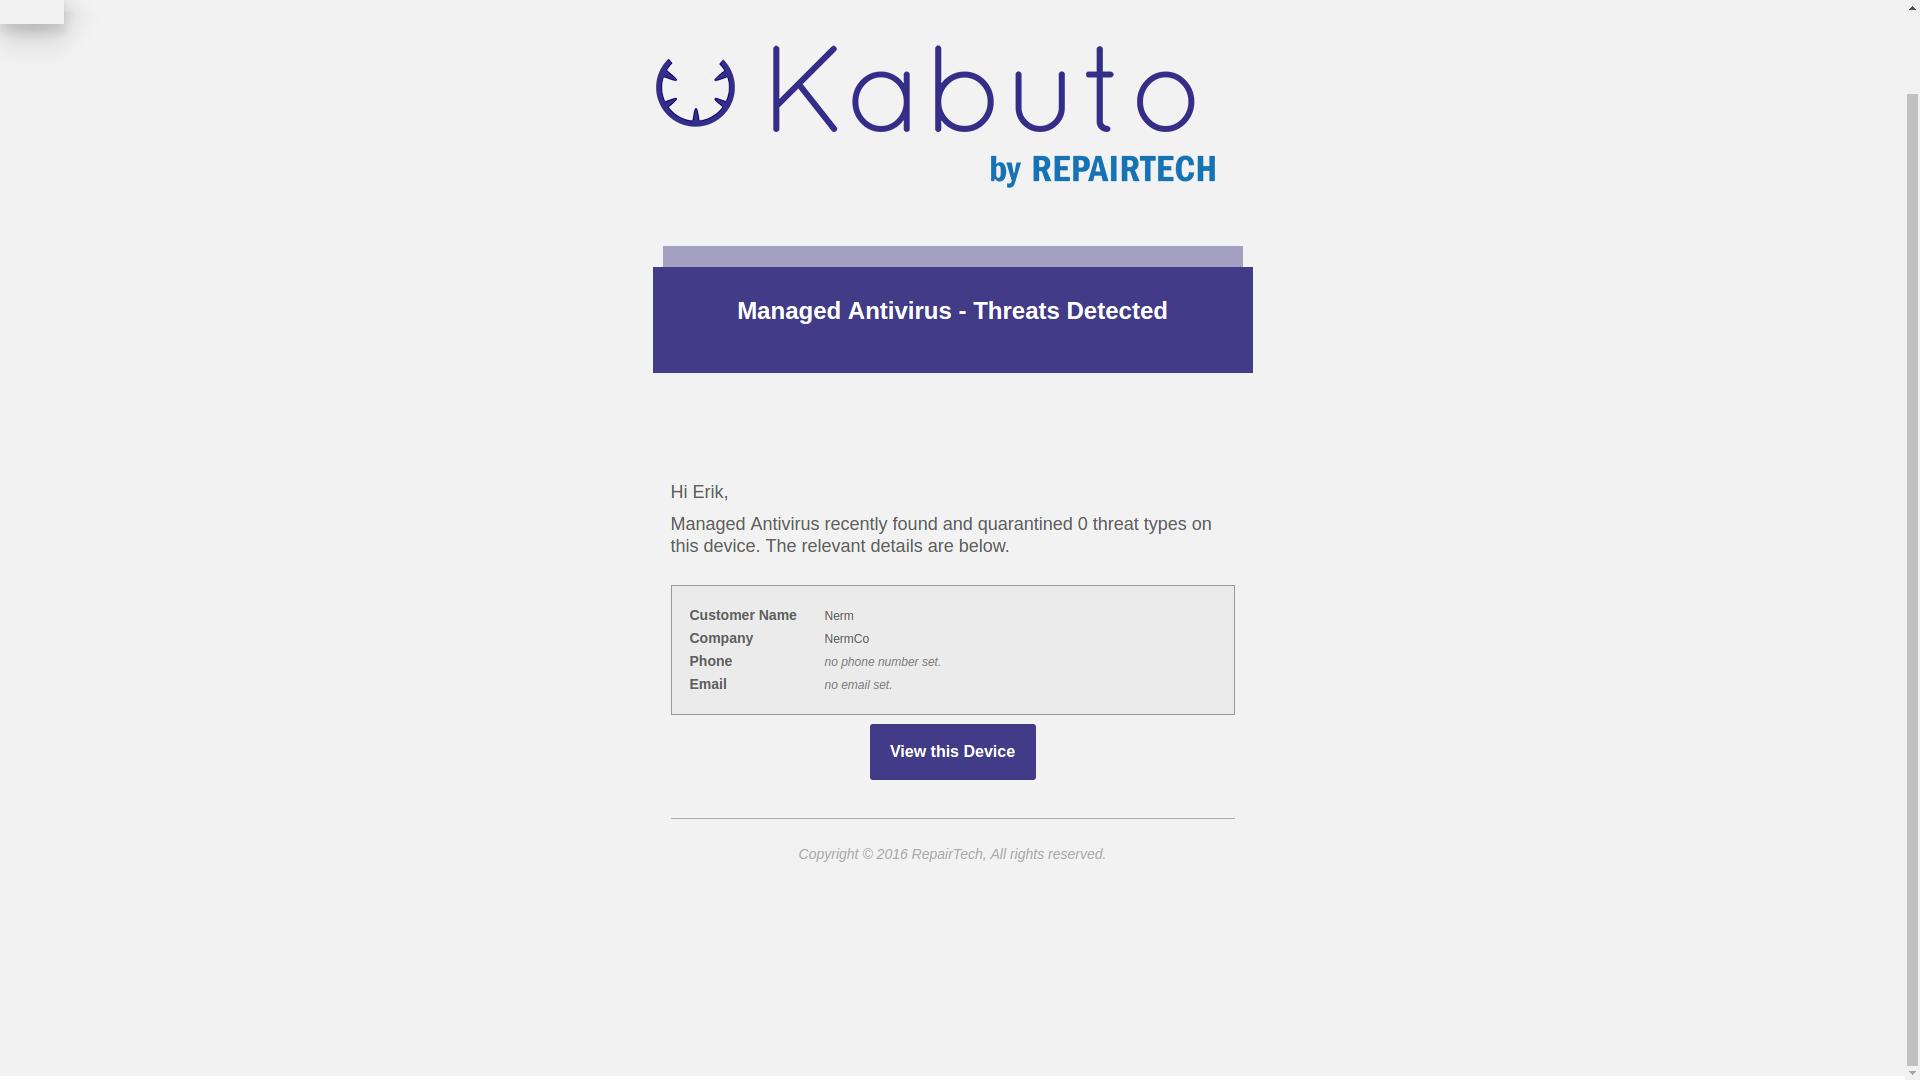 Kabuto
by REPAIRTECH
Managed Antivirus - Threats Detected
Hi Erik,
Managed Antivirus recently found and quarantined 0 threat types on
this device. The relevant details are below.
Customer Name Nerm
Company NermCo
Phone no phone number set.
Email no email set.
View this Device
Copyright © 2016 RepairTech, All rights reserved.